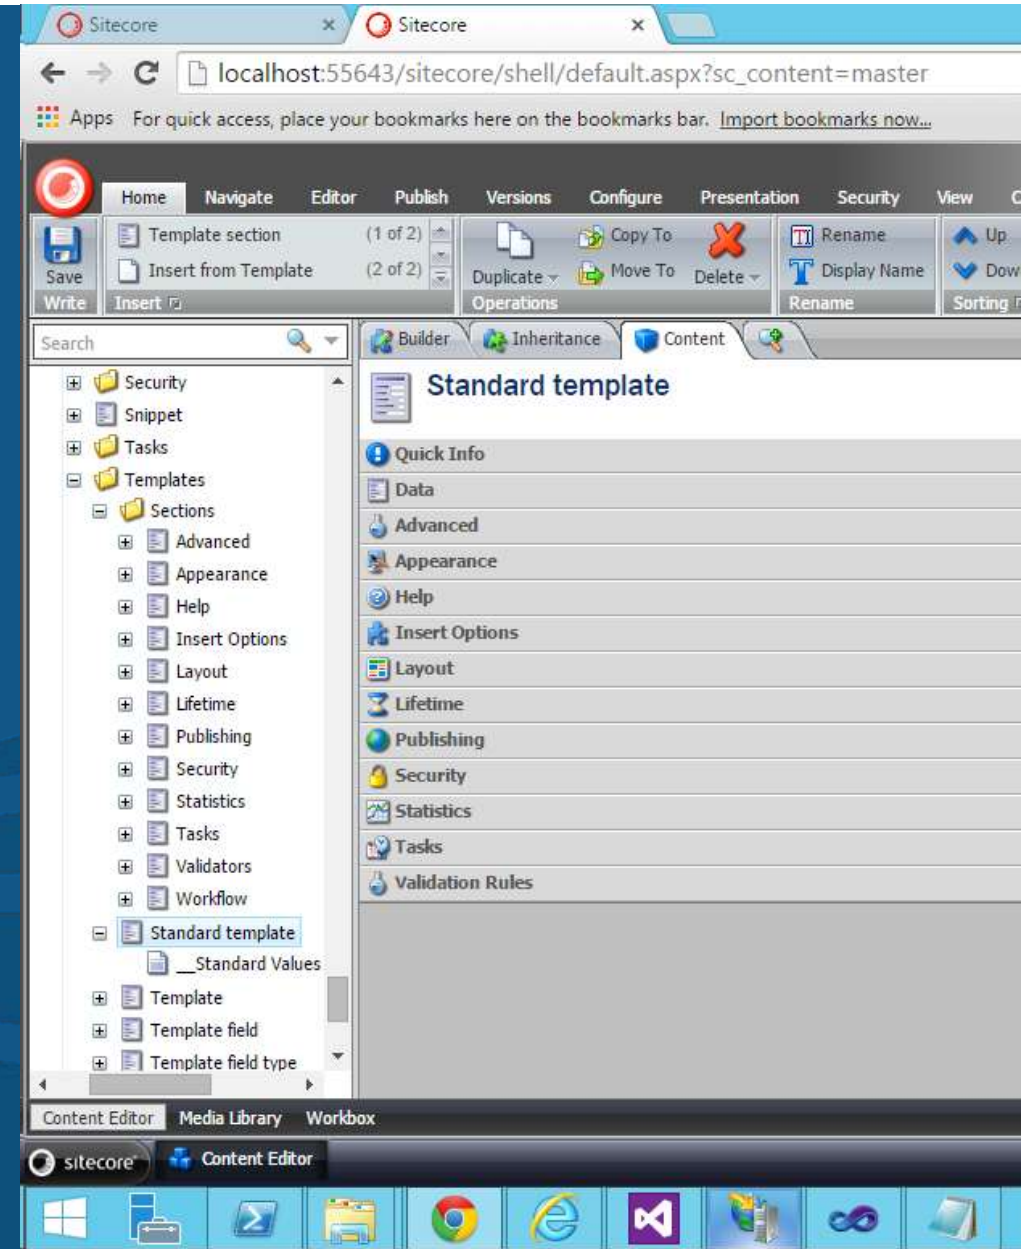 Sitecore × Sitecore ×
localhost:55643/sitecore/shell/default.aspx?sc_content=master
Apps For quick access, place your bookmarks here on the bookmarks bar. Import bookmarks now...
Home Navigate Editor Publish Versions Configure Presentation Security View
Template section (1 of 2) Copy To Rename Up
Insert from Template (2 of 2) Move To Display Name
Save Duplicate Delete
Write Insert Operations Rename Sorting
Search
Builder Inheritance Content
Security
Snippet
Tasks
Templates
Sections
Advanced
Appearance
Help
Insert Options
Layout
Lifetime
Publishing
Security
Statistics
Tasks
Validators
Workflow
Standard template
__Standard Values
Template
Template field
Template field type
Standard template
Quick Info
Data
Advanced
Appearance
Help
Insert Options
Layout
Lifetime
Publishing
Security
Statistics
Tasks
Validation Rules
Content Editor Media Library Workbox
sitecore Content Editor